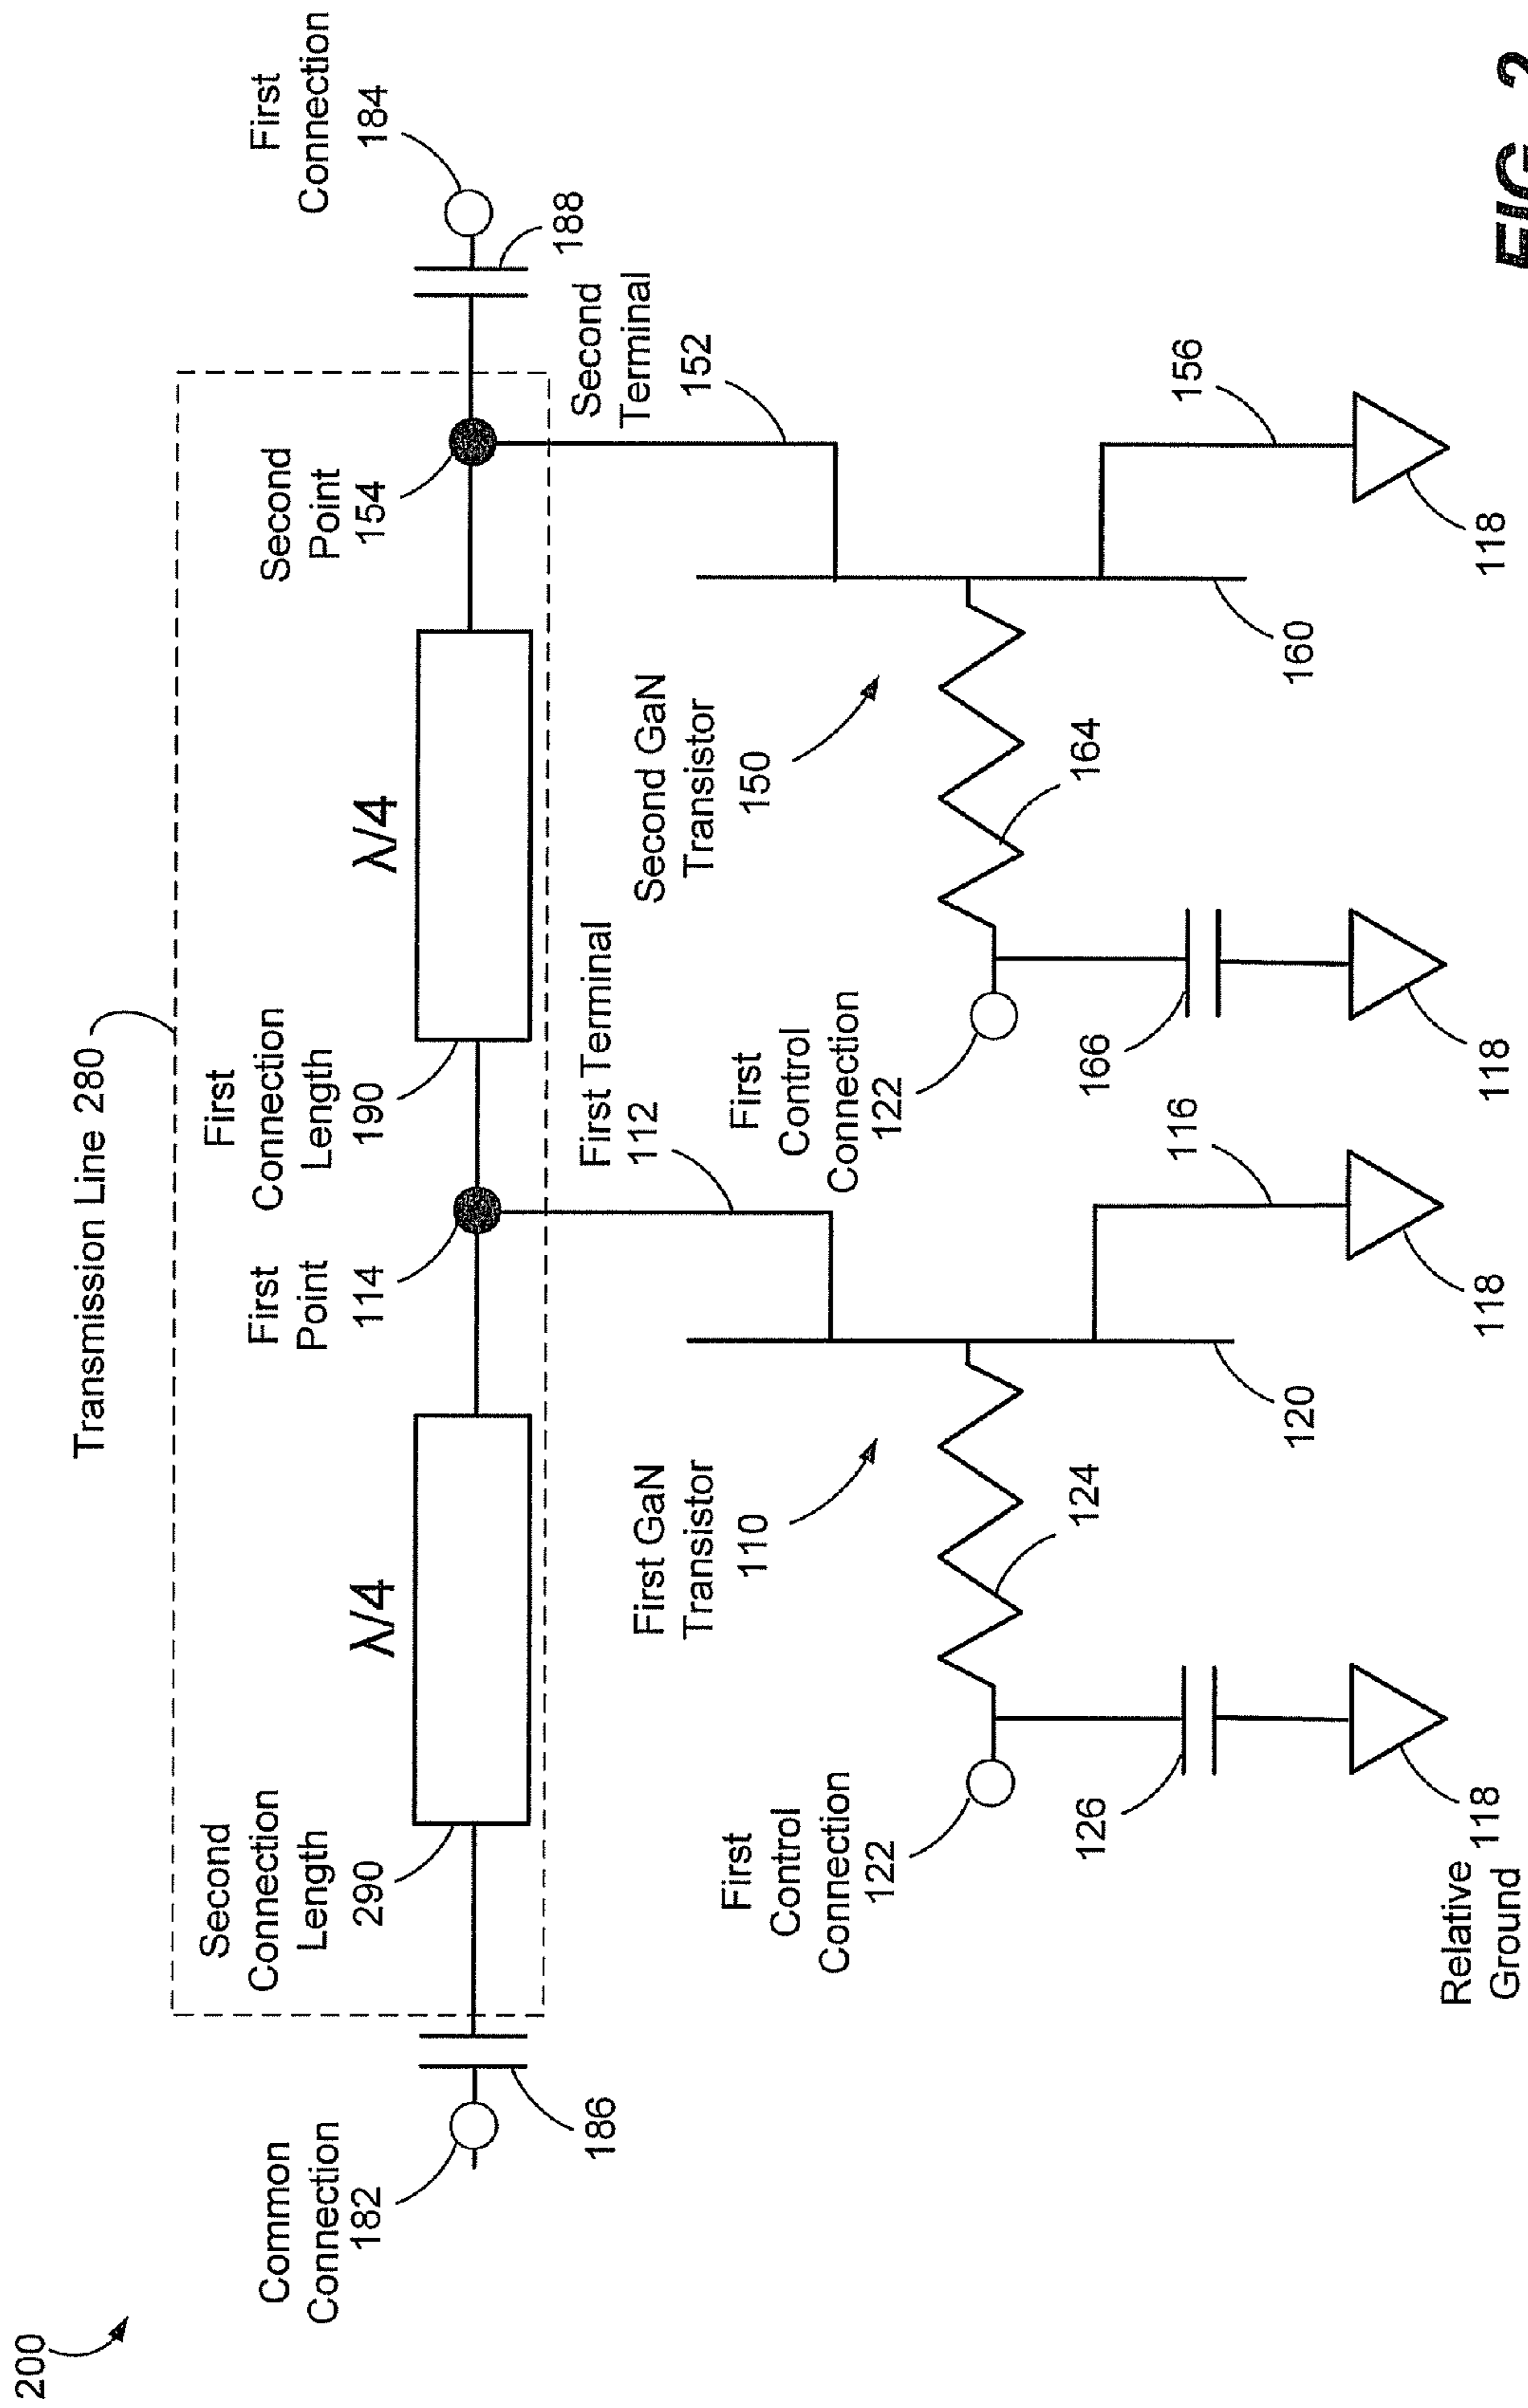 200
Transmission Line 280
Common
Connection
182
186
Second
Connection
Length
290
λ/4
First
Point
114
First
Connection
Length
190
λ/4
Second
Point
154
First
Connection
184
188
First Terminal
112
Second
Terminal
152
First GaN
Transistor
110
Second GaN
Transistor
150
First
Control
Connection
122
124
126
120
116
118
First
Control
Connection
122
164
166
160
156
118
118
Relative
Ground
118
FIG. 2